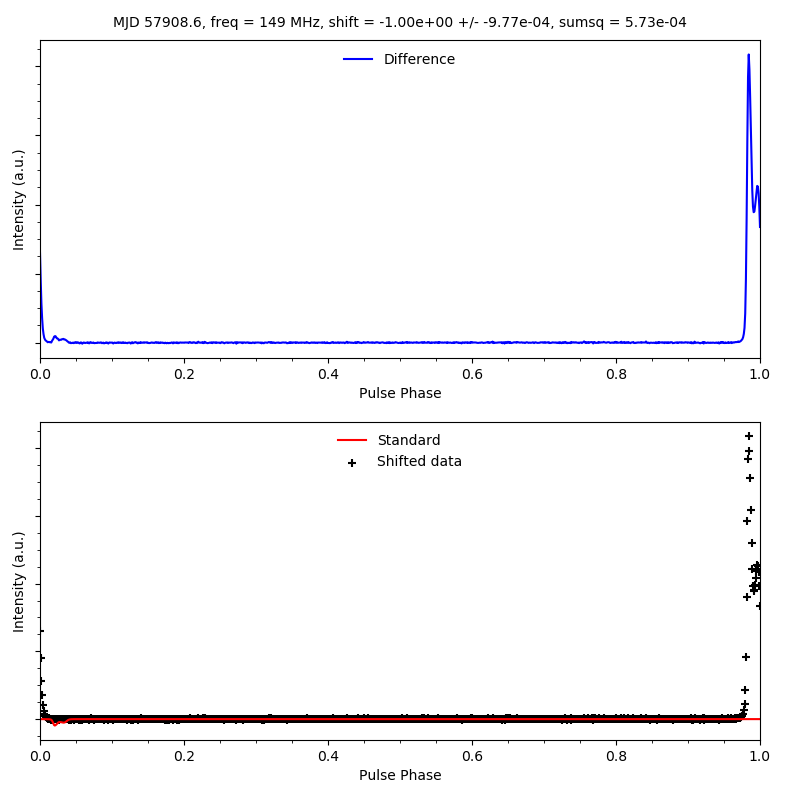 MJD 57908.6, freq = 149 MHz, shift = -1.00e+00 +/- -9.77e-04, sumsq = 5.73e-04
Difference
Intensity (a.u.)
0.0 0.2 0.4 0.6 0.8 1.0
Pulse Phase
Standard
Shifted data
Intensity (a.u.)
0.0 0.2 0.4 0.6 0.8 1.0
Pulse Phase